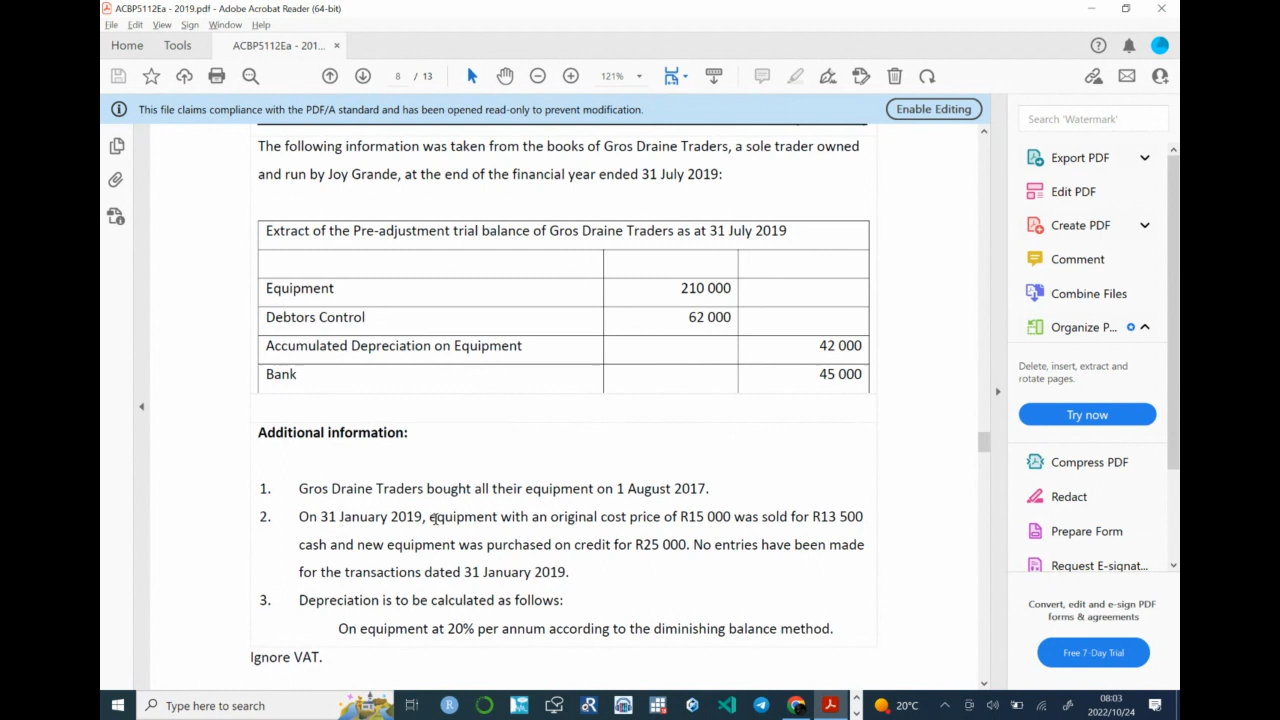 ACBP5112Ea - 2019.pdf - Adobe Acrobat Reader (64-bit)
File Edit View Sign Window Help
Home Tools ACBP5112Ea - 201... ×
8 / 13 121%
This file claims compliance with the PDF/A standard and has been opened read-only to prevent modification. Enable Editing
The following information was taken from the books of Gros Draine Traders, a sole trader owned
and run by Joy Grande, at the end of the financial year ended 31 July 2019:
Extract of the Pre-adjustment trial balance of Gros Draine Traders as at 31 July 2019
Equipment 210 000
Debtors Control 62 000
Accumulated Depreciation on Equipment 42 000
Bank 45 000
Additional information:
1. Gros Draine Traders bought all their equipment on 1 August 2017.
2. On 31 January 2019, equipment with an original cost price of R15 000 was sold for R13 500
cash and new equipment was purchased on credit for R25 000. No entries have been made
for the transactions dated 31 January 2019.
3. Depreciation is to be calculated as follows:
On equipment at 20% per annum according to the diminishing balance method.
Ignore VAT.
Search 'Watermark'
Export PDF
Edit PDF
Create PDF
Comment
Combine Files
Organize P...
Delete, insert, extract and
rotate pages.
Try now
Compress PDF
Redact
Prepare Form
Request E-signat...
Convert, edit and e-sign PDF
forms & agreements
Free 7-Day Trial
Type here to search
20°C
08:03
2022/10/24